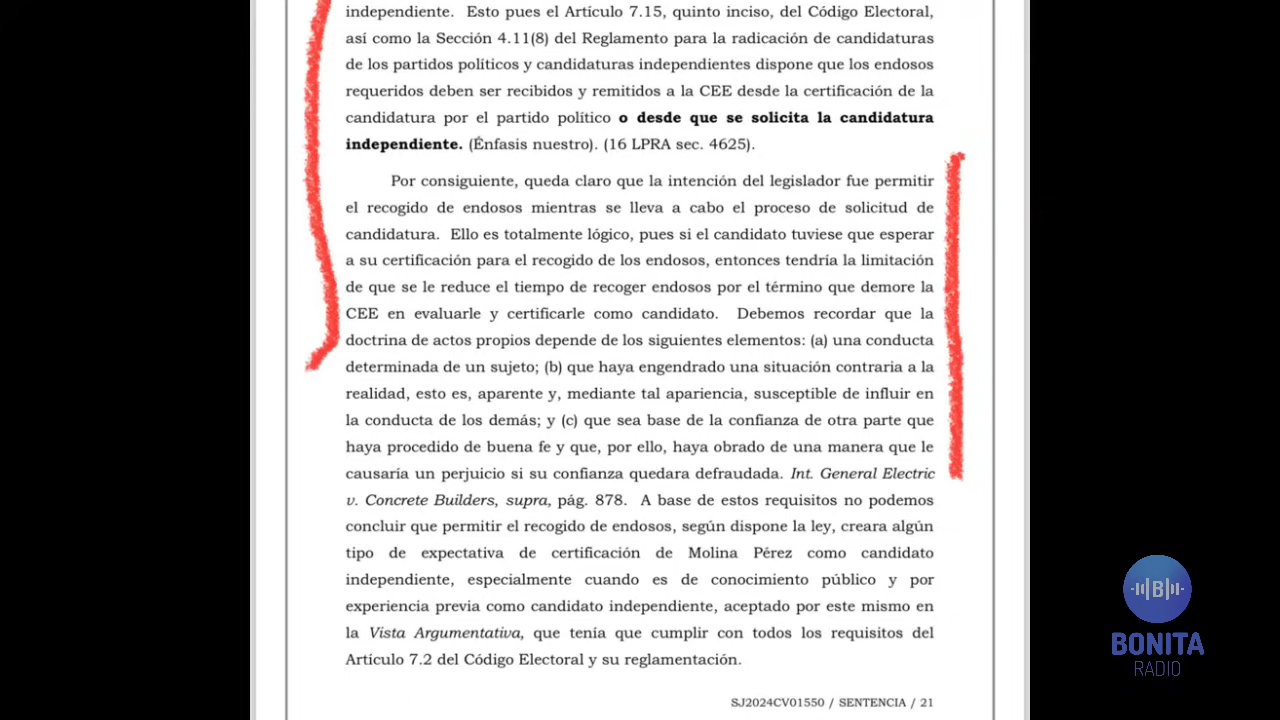 independiente. Esto pues el Artículo 7.15, quinto inciso, del Código Electoral,
así como la Sección 4.11(8) del Reglamento para la radicación de candidaturas
de los partidos políticos y candidaturas independientes dispone que los endosos
requeridos deben ser recibidos y remitidos a la CEE desde la certificación de la
candidatura por el partido político o desde que se solicita la candidatura
independiente. (Énfasis nuestro). (16 LPRA sec. 4625).
Por consiguiente, queda claro que la intención del legislador fue permitir
el recogido de endosos mientras se lleva a cabo el proceso de solicitud de
candidatura. Ello es totalmente lógico, pues si el candidato tuviese que esperar
a su certificación para el recogido de los endosos, entonces tendría la limitación
de que se le reduce el tiempo de recoger endosos por el término que demore la
CEE en evaluarle y certificarle como candidato. Debemos recordar que la
doctrina de actos propios depende de los siguientes elementos: (a) una conducta
determinada de un sujeto; (b) que haya engendrado una situación contraria a la
realidad, esto es, aparente y, mediante tal apariencia, susceptible de influir en
la conducta de los demás; y (c) que sea base de la confianza de otra parte que
haya procedido de buena fe y que, por ello, haya obrado de una manera que le
causaría un perjuicio si su confianza quedara defraudada. Int. General Electric
v. Concrete Builders, supra, pág. 878. A base de estos requisitos no podemos
concluir que permitir el recogido de endosos, según dispone la ley, creara algún
tipo de expectativa de certificación de Molina Pérez como candidato
independiente, especialmente cuando es de conocimiento público y por
experiencia previa como candidato independiente, aceptado por este mismo en
la Vista Argumentativa, que tenía que cumplir con todos los requisitos del
Artículo 7.2 del Código Electoral y su reglamentación.
SJ2024CV01550 / SENTENCIA / 21
B
BONITA
RADIO